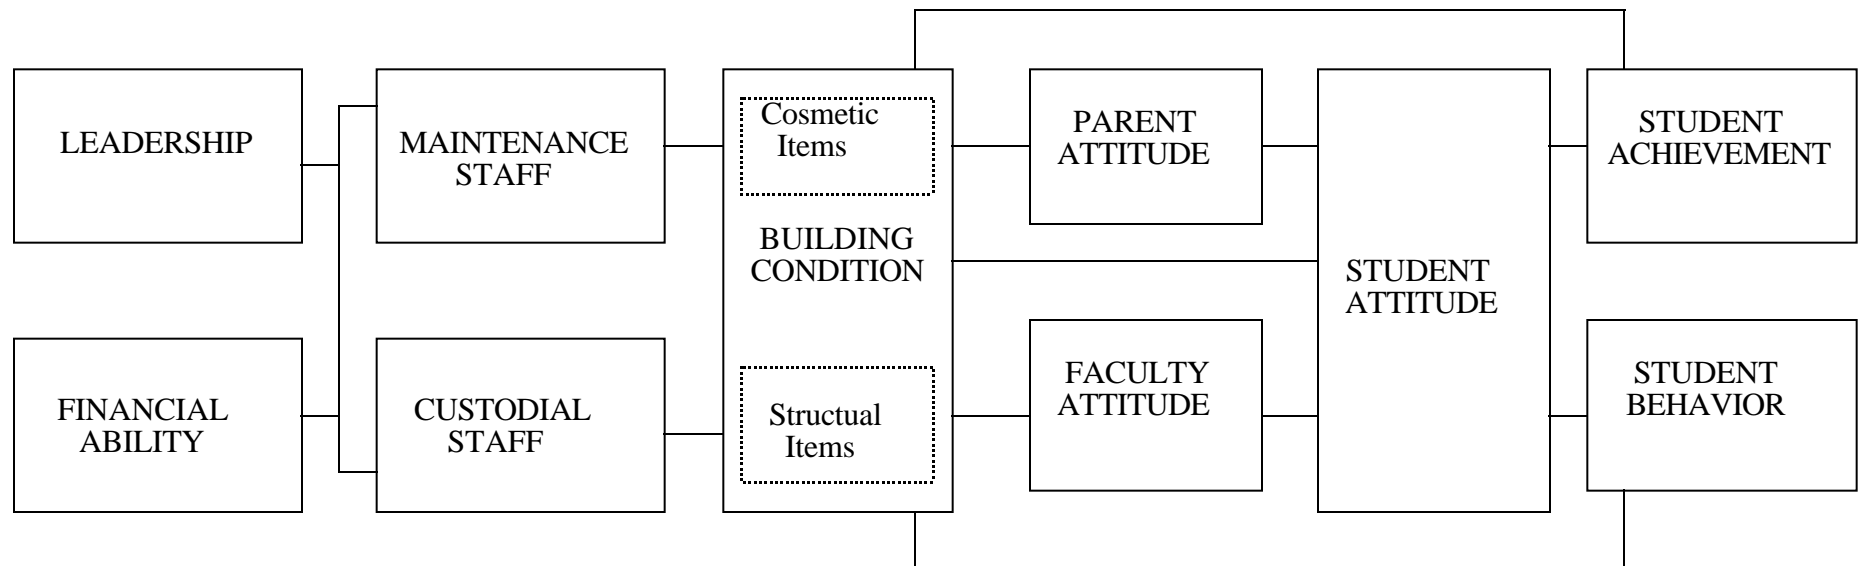 LEADERSHIP
FINANCIAL
ABILITY
MAINTENANCE
STAFF
CUSTODIAL
STAFF
Cosmetic
Items
BUILDING
CONDITION
Structual
Items
PARENT
ATTITUDE
FACULTY
ATTITUDE
STUDENT
ATTITUDE
STUDENT
ACHIEVEMENT
STUDENT
BEHAVIOR